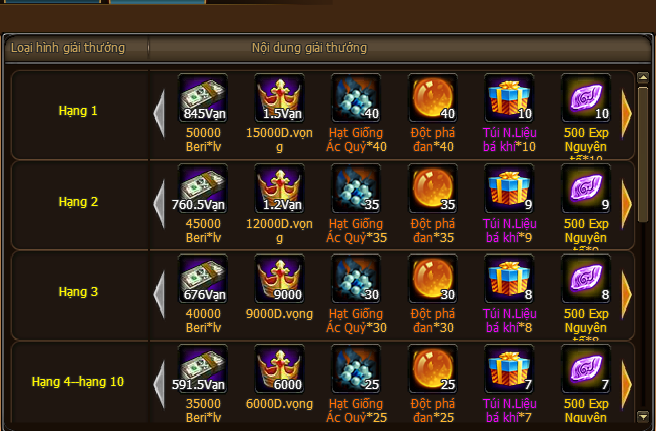 Loại hình giải thưởng
Nội dung giải thưởng
Hạng 1
845Vạn 1.5Vạn 40 40 10 10
50000 15000D.vọn Hạt Giống Đột phá Túi N.Liệu 500 Exp
Beri*lv g Ác Quỷ*40 đan*40 bá khí*10 Nguyên
tố*10
Hạng 2
760.5Vạn 1.2Vạn 35 35 9 9
45000 12000D.vọn Hạt Giống Đột phá Túi N.Liệu 500 Exp
Beri*lv g Ác Quỷ*35 đan*35 bá khí*9 Nguyên
tố*9
Hạng 3
676Vạn 9000 30 30 8 8
40000 9000D.vọng Hạt Giống Đột phá Túi N.Liệu 500 Exp
Beri*lv Ác Quỷ*30 đan*30 bá khí*8 Nguyên
tố*8
Hạng 4--hạng 10
591.5Vạn 6000 25 25 7 7
35000 6000D.vọng Hạt Giống Đột phá Túi N.Liệu 500 Exp
Beri*lv Ác Quỷ*25 đan*25 bá khí*7 Nguyên